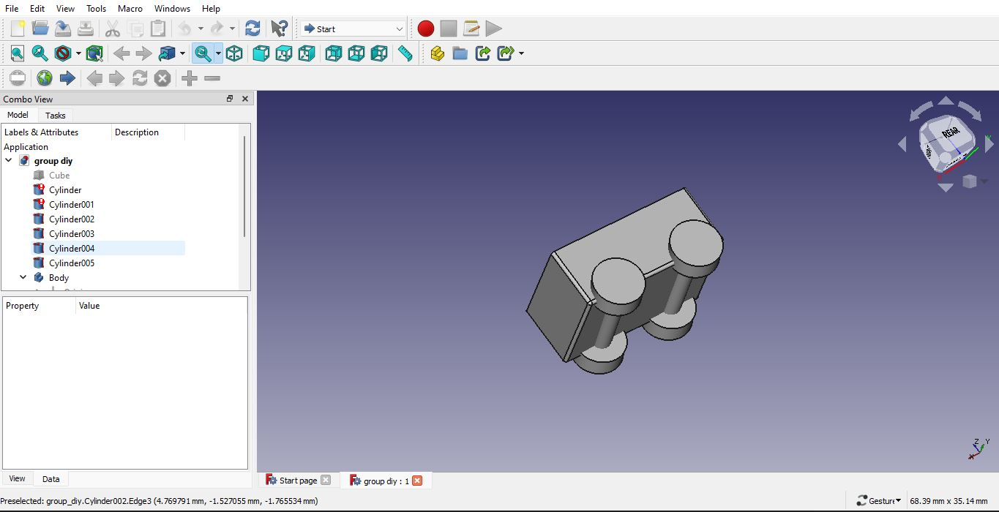 File Edit View Tools Macro Windows Help
Start
Combo View
Model Tasks
Labels & Attributes Description
Application
group diy
Cube
Cylinder
Cylinder001
Cylinder002
Cylinder003
Cylinder004
Cylinder005
Body
Property Value
View Data
REAR
Z Y
X
Start page group diy : 1
Preselected: group_diy.Cylinder002.Edge3 (4.769791 mm, -1.527055 mm, -1.765534 mm) Gesture 68.39 mm x 35.14 mm